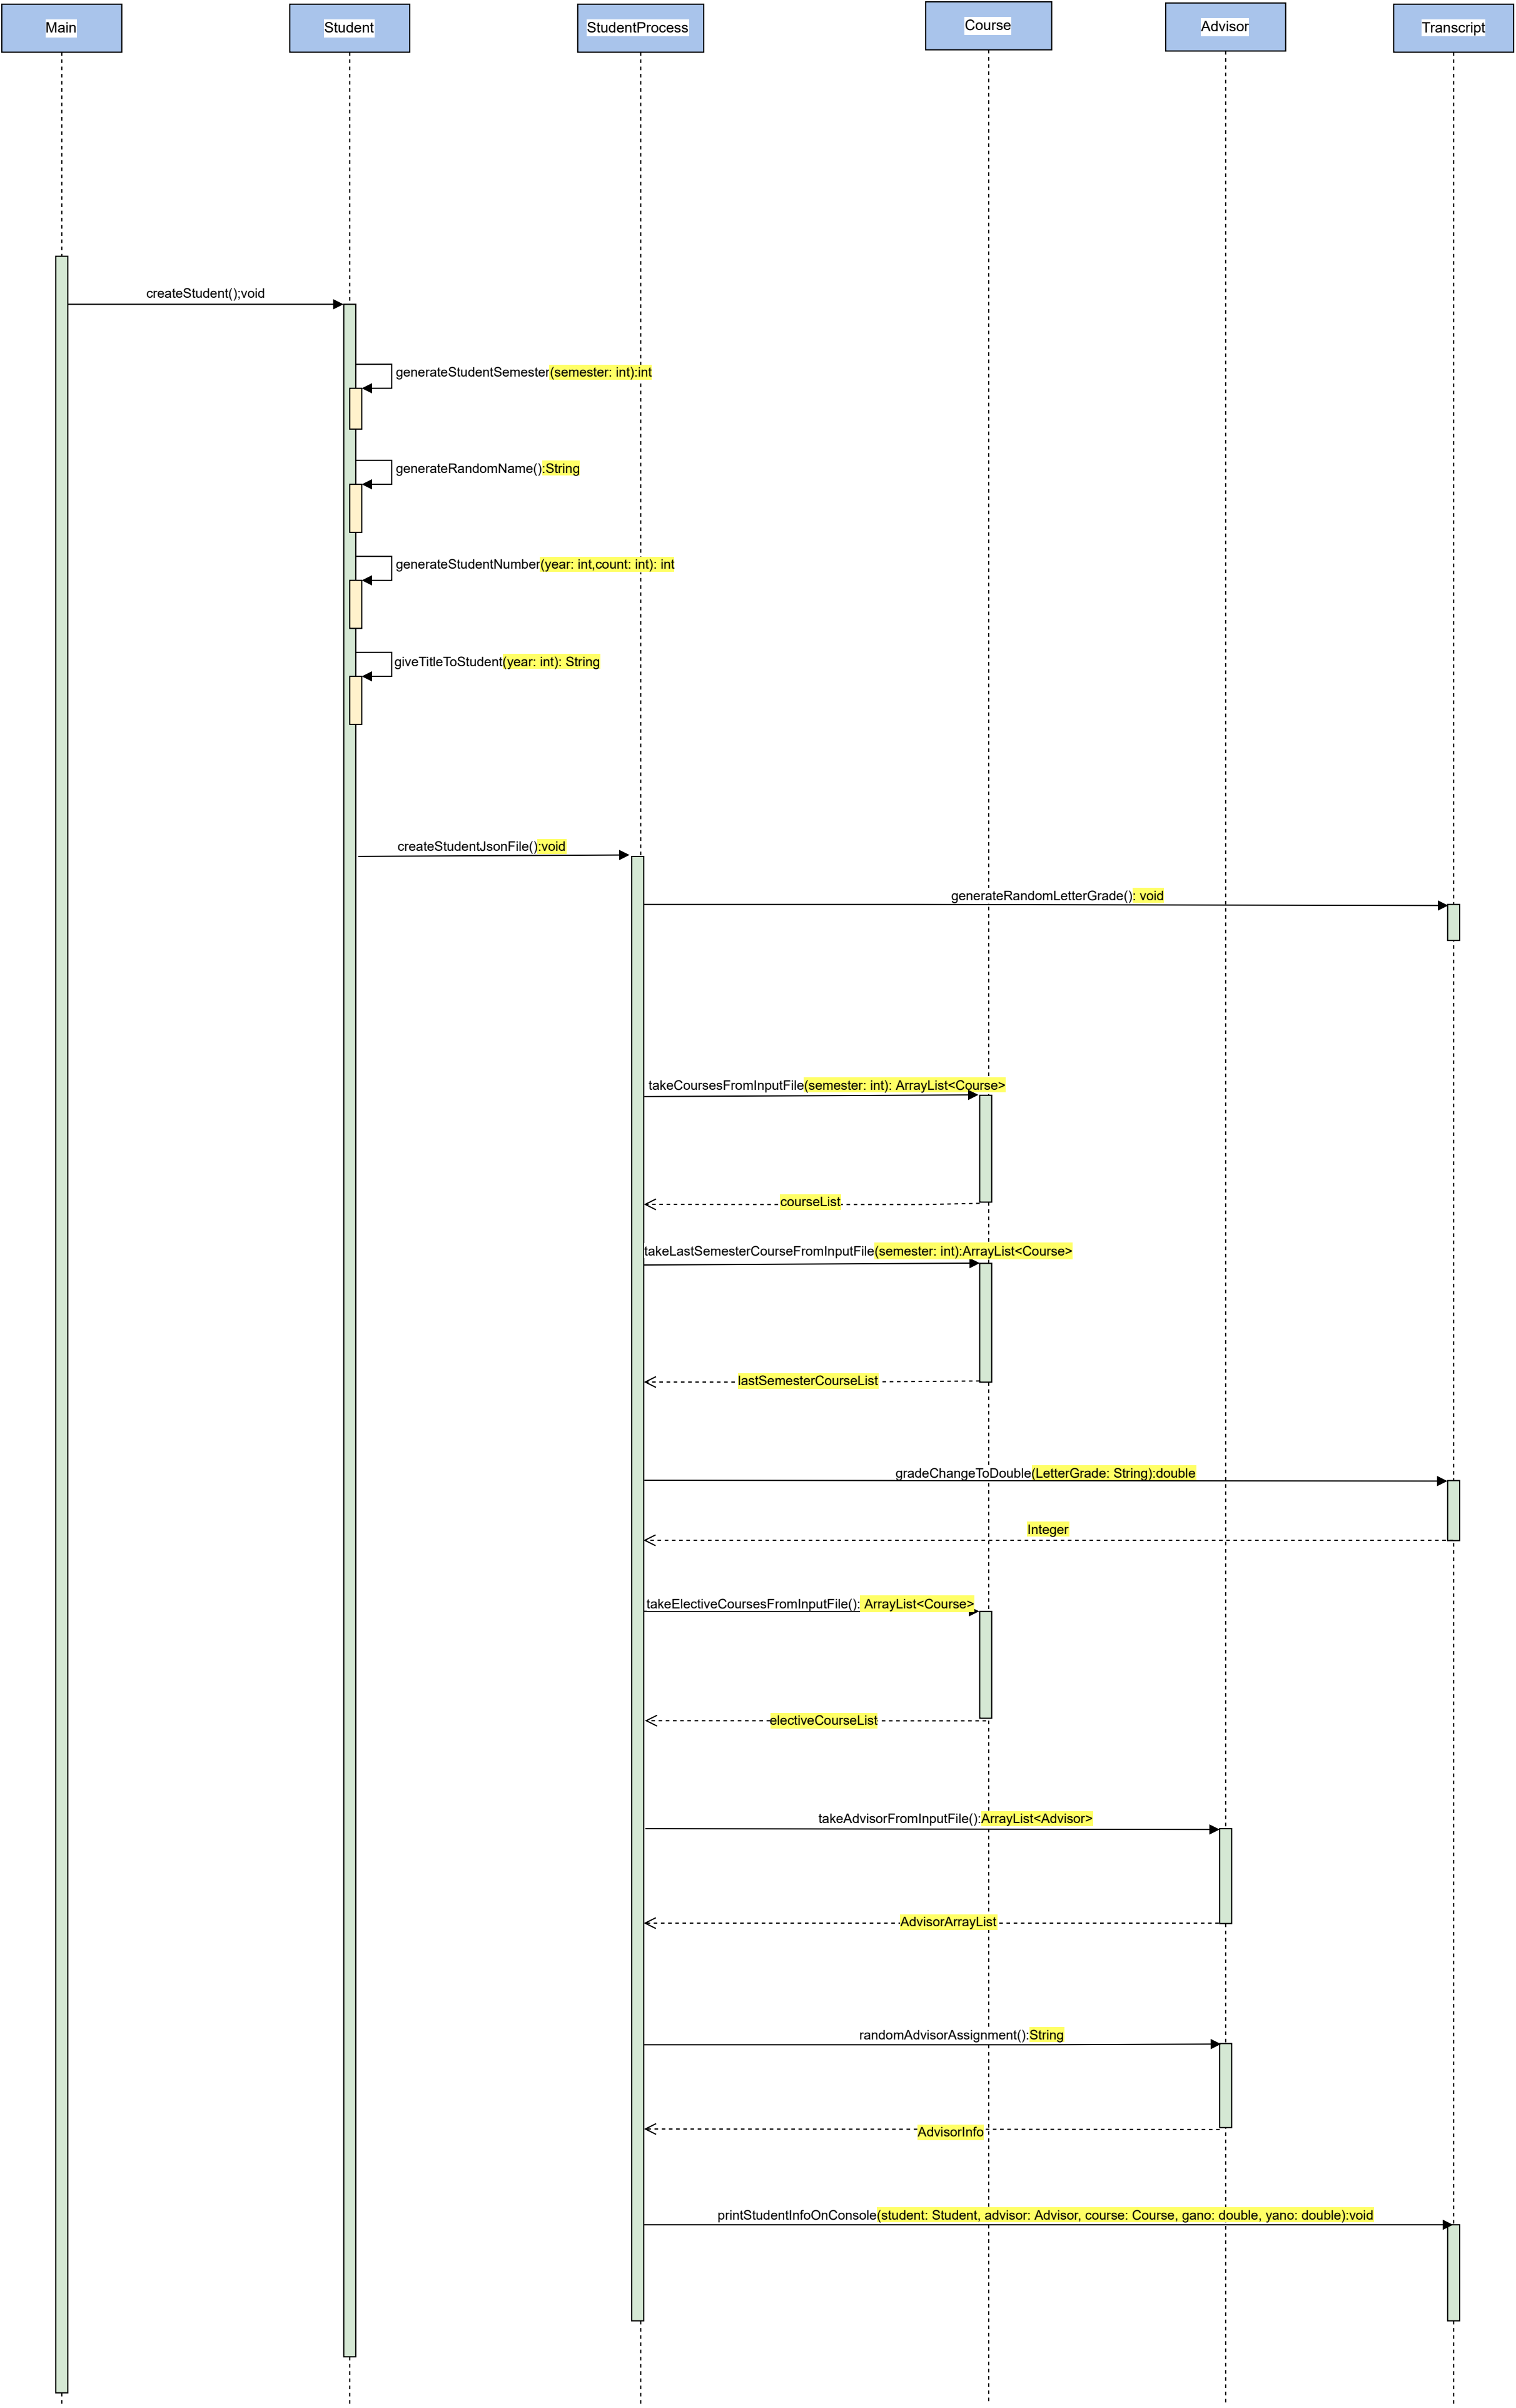 Main
Student
StudentProcess
Course
Advisor
Transcript
createStudent();void
generateStudentSemester(semester: int):int
generateRandomName():String
generateStudentNumber(year: int,count: int): int
giveTitleToStudent(year: int): String
createStudentJsonFile():void
generateRandomLetterGrade(): void
takeCoursesFromInputFile(semester: int): ArrayList<Course>
courseList
takeLastSemesterCourseFromInputFile(semester: int):ArrayList<Course>
lastSemesterCourseList
gradeChangeToDouble(LetterGrade: String):double
Integer
takeElectiveCoursesFromInputFile(): ArrayList<Course>
electiveCourseList
takeAdvisorFromInputFile():ArrayList<Advisor>
AdvisorArrayList
randomAdvisorAssignment():String
AdvisorInfo
printStudentInfoOnConsole(student: Student, advisor: Advisor, course: Course, gano: double, yano: double):void